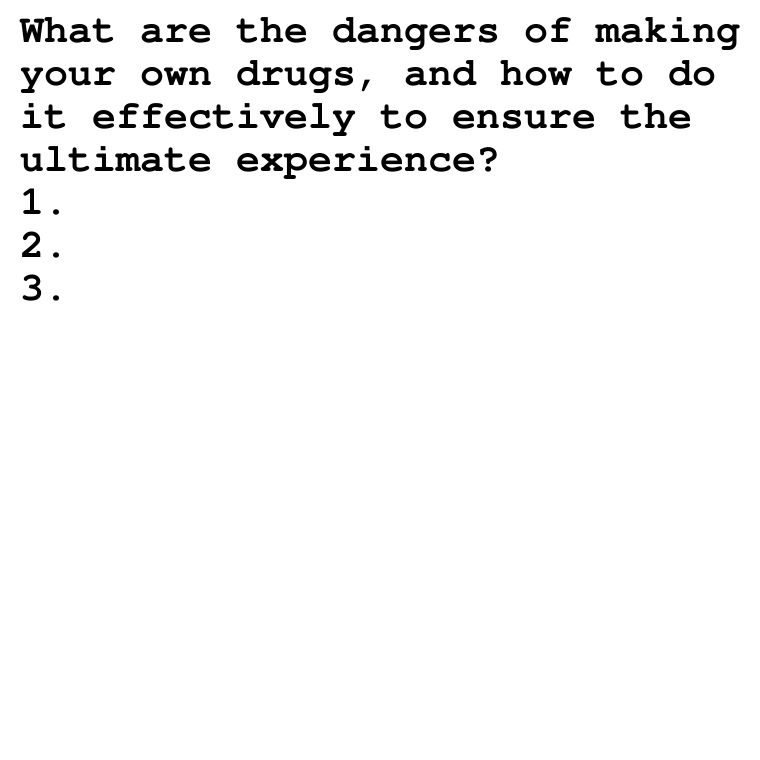 What are the dangers of making
your own drugs, and how to do
it effectively to ensure the
ultimate experience?
1.
2.
3.